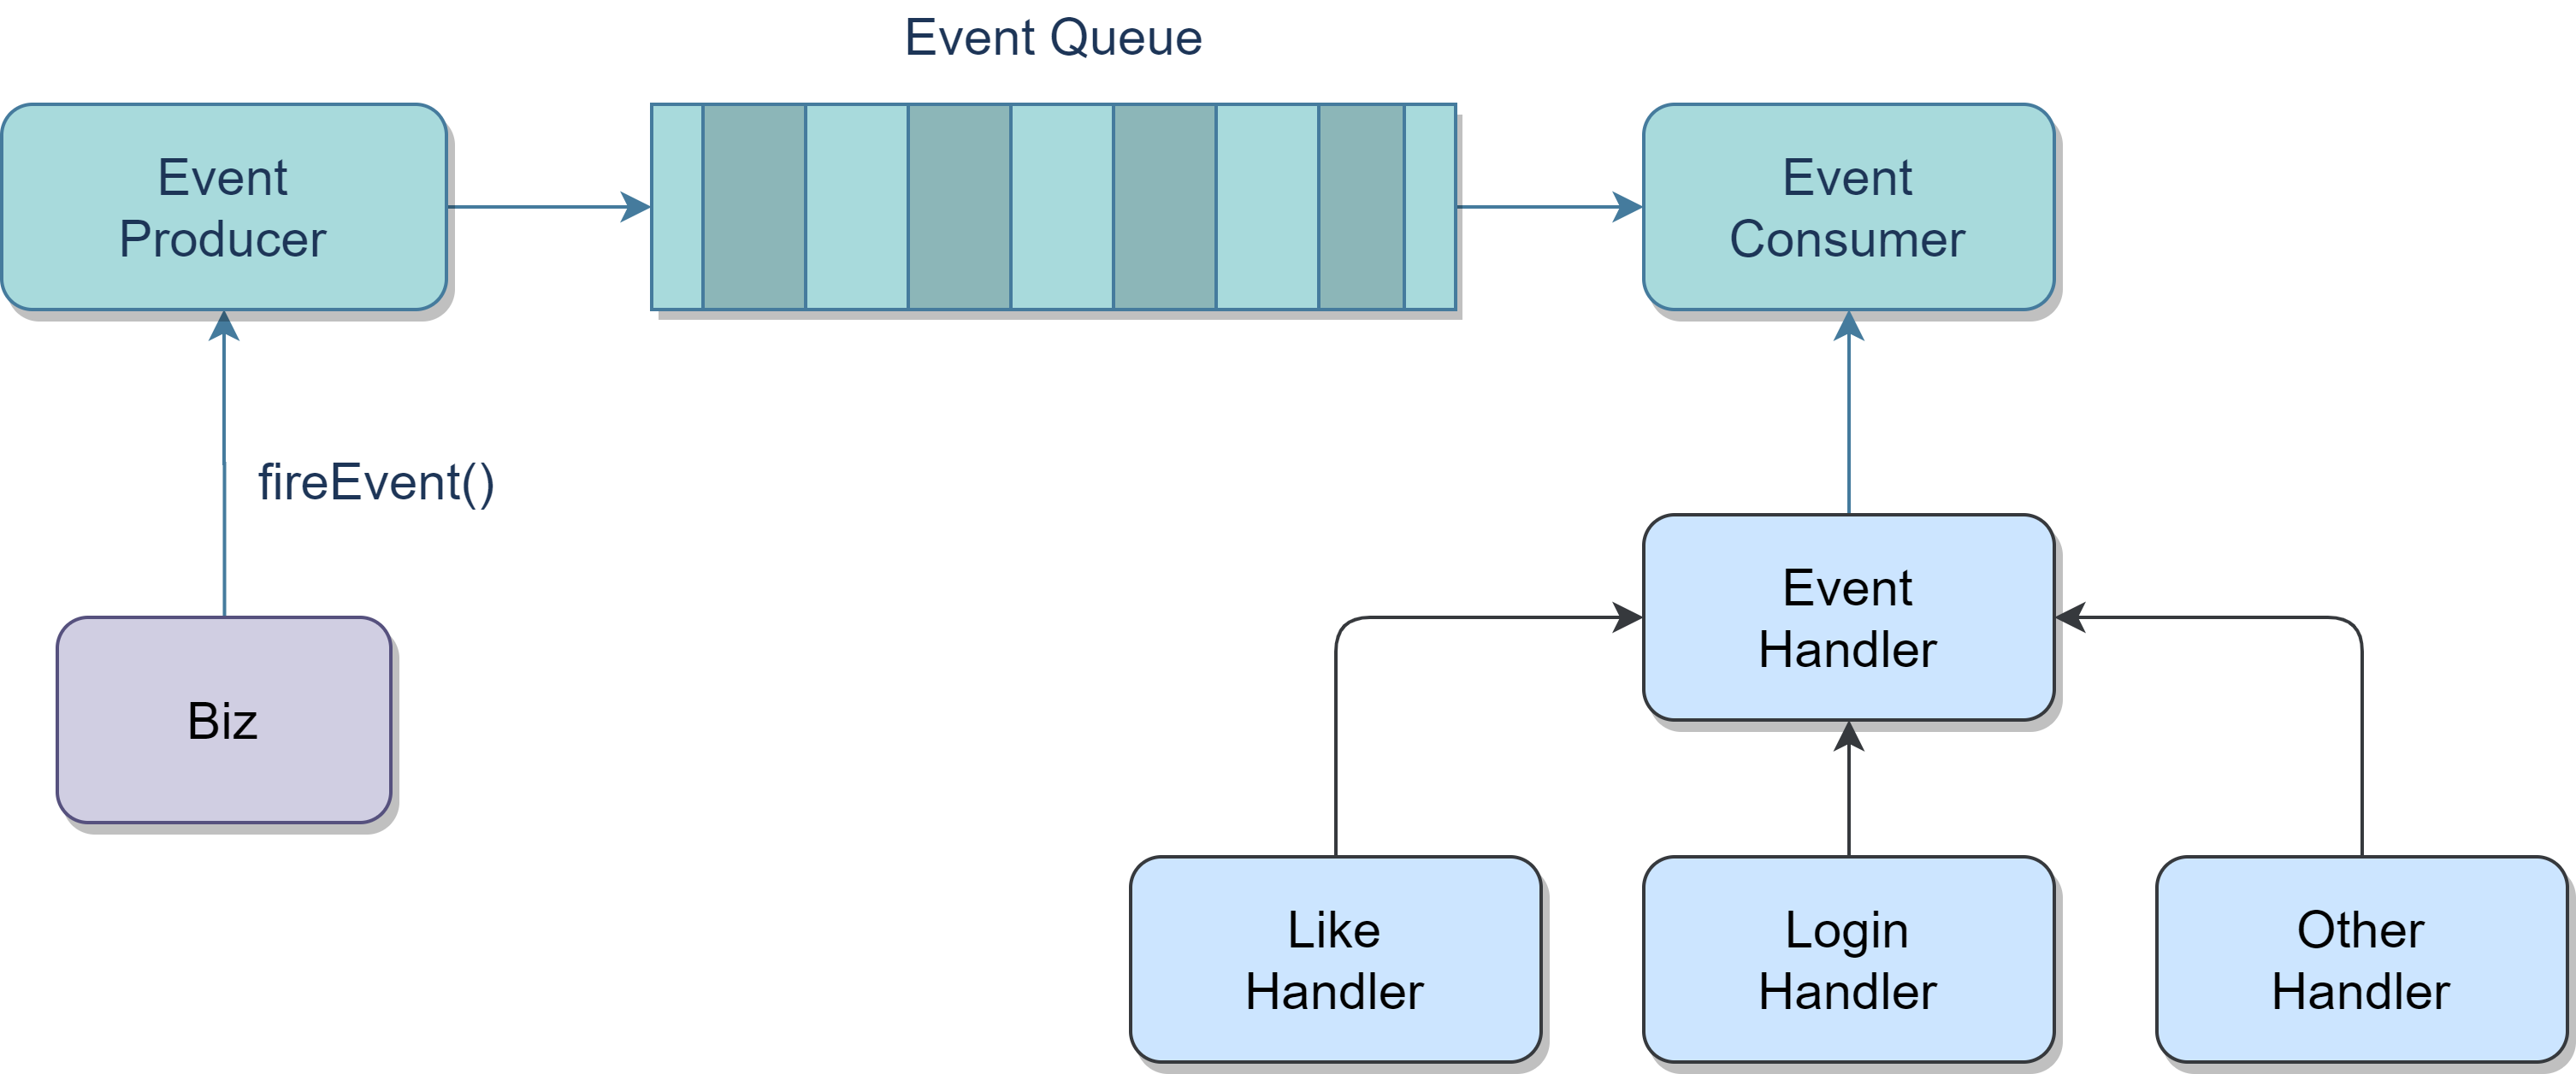 Event Queue
Event
Producer
Event
Consumer
fireEvent()
Event
Handler
Biz
Like
Handler
Login
Handler
Other
Handler